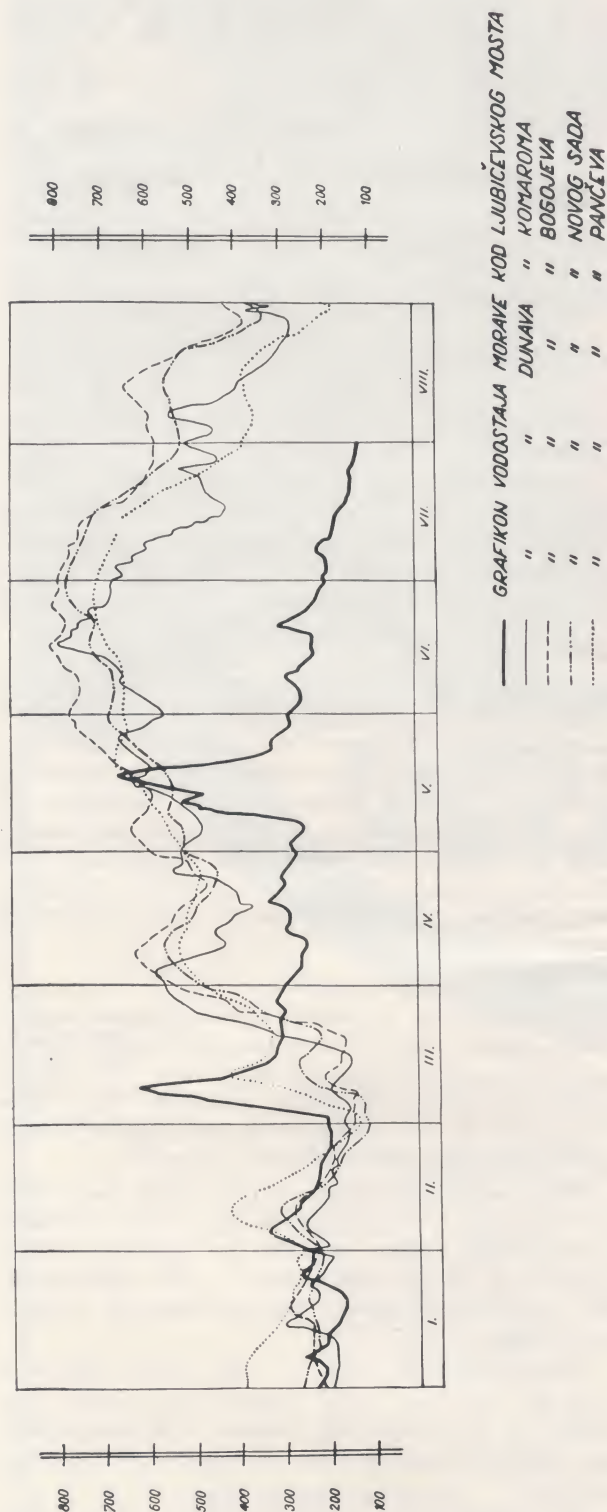 800
700
600
500
400
300
200
100
800
700
600
500
400
300
200
100
I.
II.
III.
IV.
V.
VI.
VII.
VIII.
GRAFIKON VODOSTAJA MORAVE KOD LJUBIČEVSKOG MOSTA
" " DUNAVA " KOMAROMA
" " " " BOGOJEVA
" " " " NOVOG SADA
" " " " PANČEVA